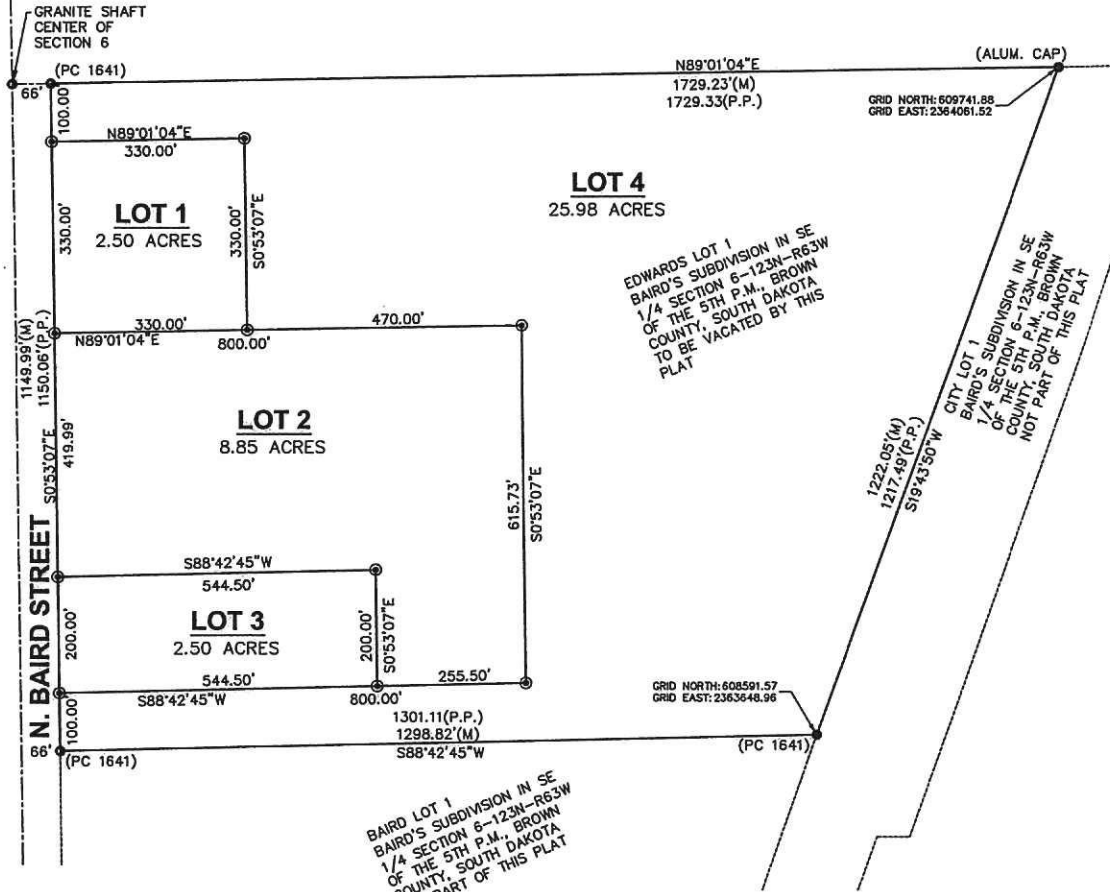 GRANITE SHAFT
CENTER OF
SECTION 6
(PC 1641)
66'
100.00'
N89°01'04"E
1729.23'(M)
1729.33(P.P.)
(ALUM. CAP)
GRID NORTH: 609741.88
GRID EAST: 2364061.52
N89°01'04"E
330.00'
LOT 1
2.50 ACRES
330.00'
330.00'
S0°53'07"E
LOT 4
25.98 ACRES
EDWARDS LOT 1
BAIRD'S SUBDIVISION IN SE
1/4 SECTION 6-123N-R63W
OF THE 5TH P.M., BROWN
COUNTY, SOUTH DAKOTA
TO BE VACATED BY THIS
PLAT
CITY LOT 1
BAIRD'S SUBDIVISION IN SE
1/4 SECTION 6-123N-R63W
OF THE 5TH P.M., BROWN
COUNTY, SOUTH DAKOTA
NOT PART OF THIS PLAT
330.00'
N89°01'04"E
800.00'
470.00'
1149.99'(M)
1150.06'(P.P.)
S0°53'07"E
419.99'
LOT 2
8.85 ACRES
615.73'
S0°53'07"E
1222.05'(M)
1217.49'(P.P.)
S19°43'50"W
N. BAIRD STREET
S88°42'45"W
544.50'
LOT 3
2.50 ACRES
200.00'
200.00'
S0°53'07"E
544.50'
S88°42'45"W
800.00'
255.50'
100.00'
66'
(PC 1641)
1301.11(P.P.)
1298.82'(M)
S88°42'45"W
GRID NORTH: 608591.57
GRID EAST: 2363648.96
(PC 1641)
BAIRD LOT 1
BAIRD'S SUBDIVISION IN SE
1/4 SECTION 6-123N-R63W
OF THE 5TH P.M., BROWN
COUNTY, SOUTH DAKOTA
PART OF THIS PLAT